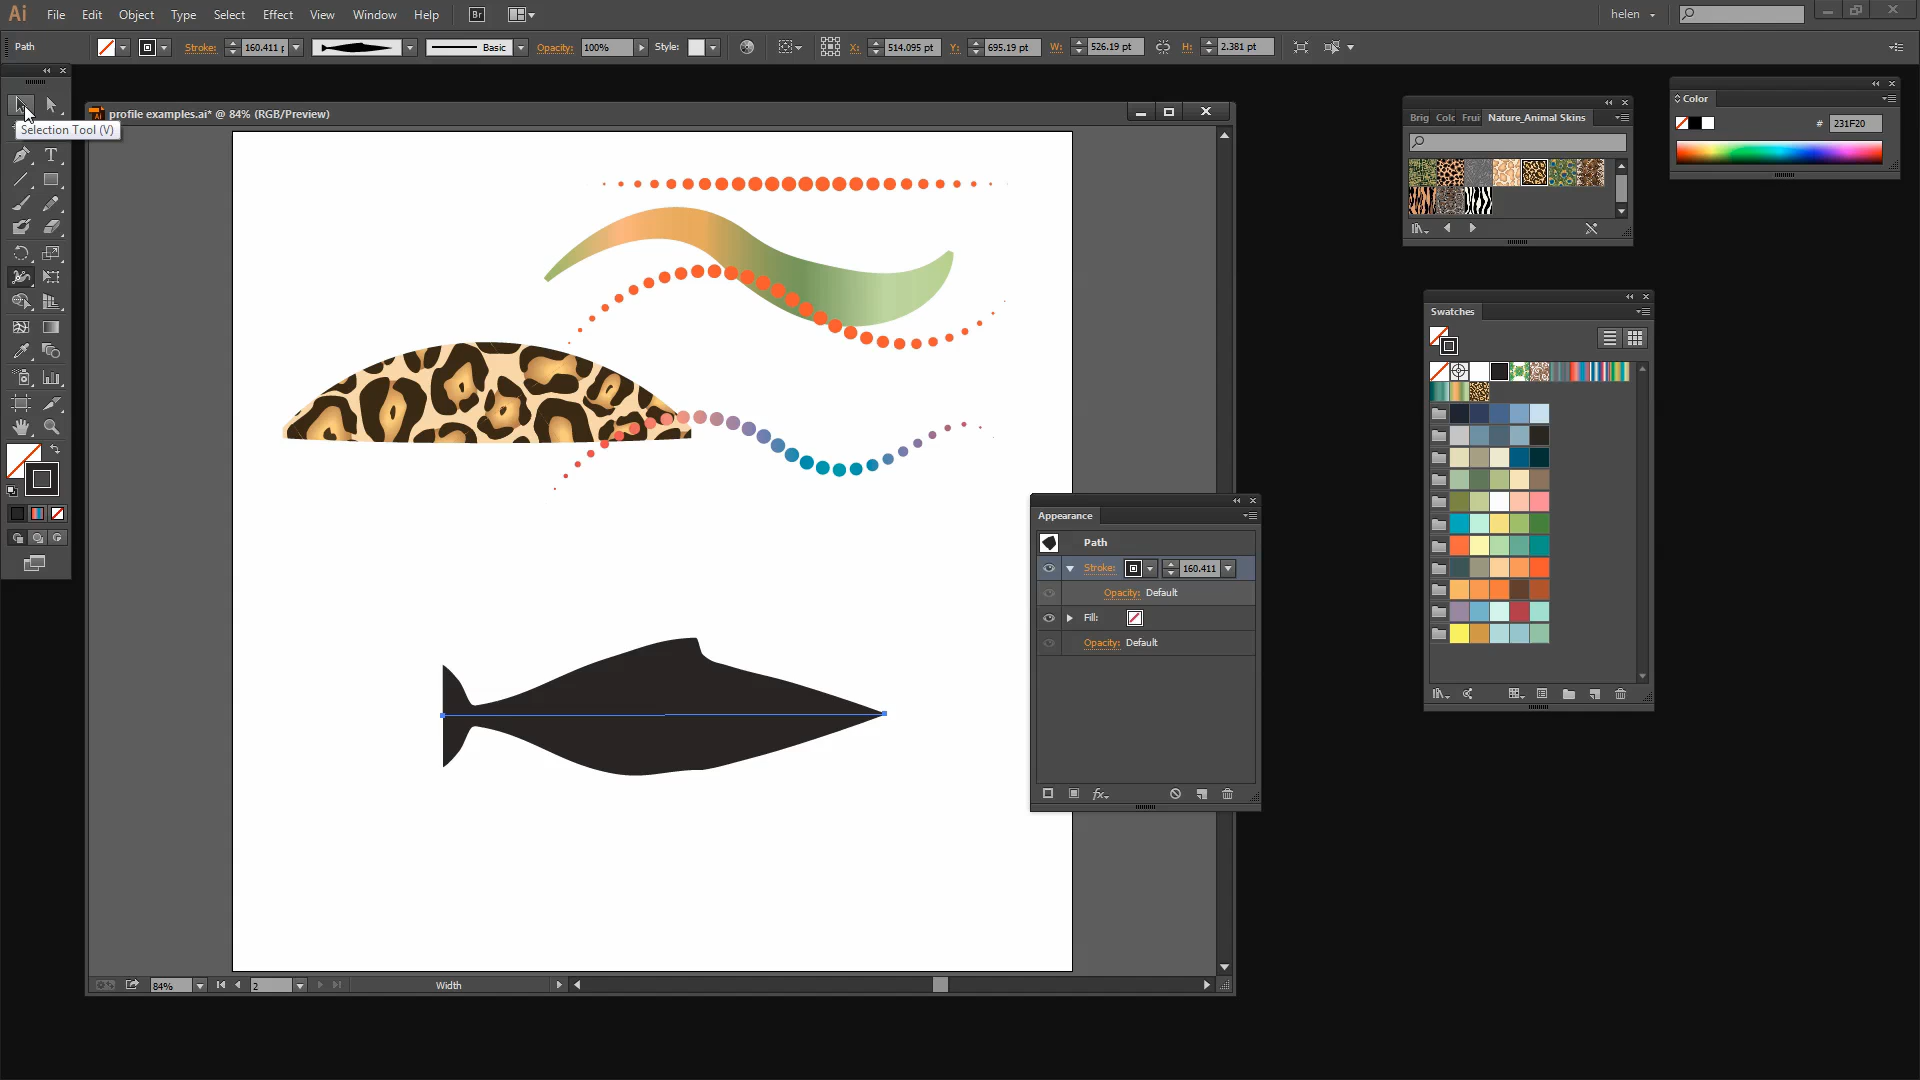 Ai File Edit Object Type Select Effect View Window Help Br helen
Path Stroke: 160.411 Basic Opacity: 100% Style: X: 514.095 pt Y: 695.19 pt W: 526.19 pt H: 2.381 pt
profile examples.ai* @ 84% (RGB/Preview)
Selection Tool (V)
Brig Colc Frui Nature_Animal Skins
Color
# 231F20
Swatches
Appearance
Path
Stroke: 160.411
Opacity: Default
Fill:
Opacity: Default
fx
84% 2 Width